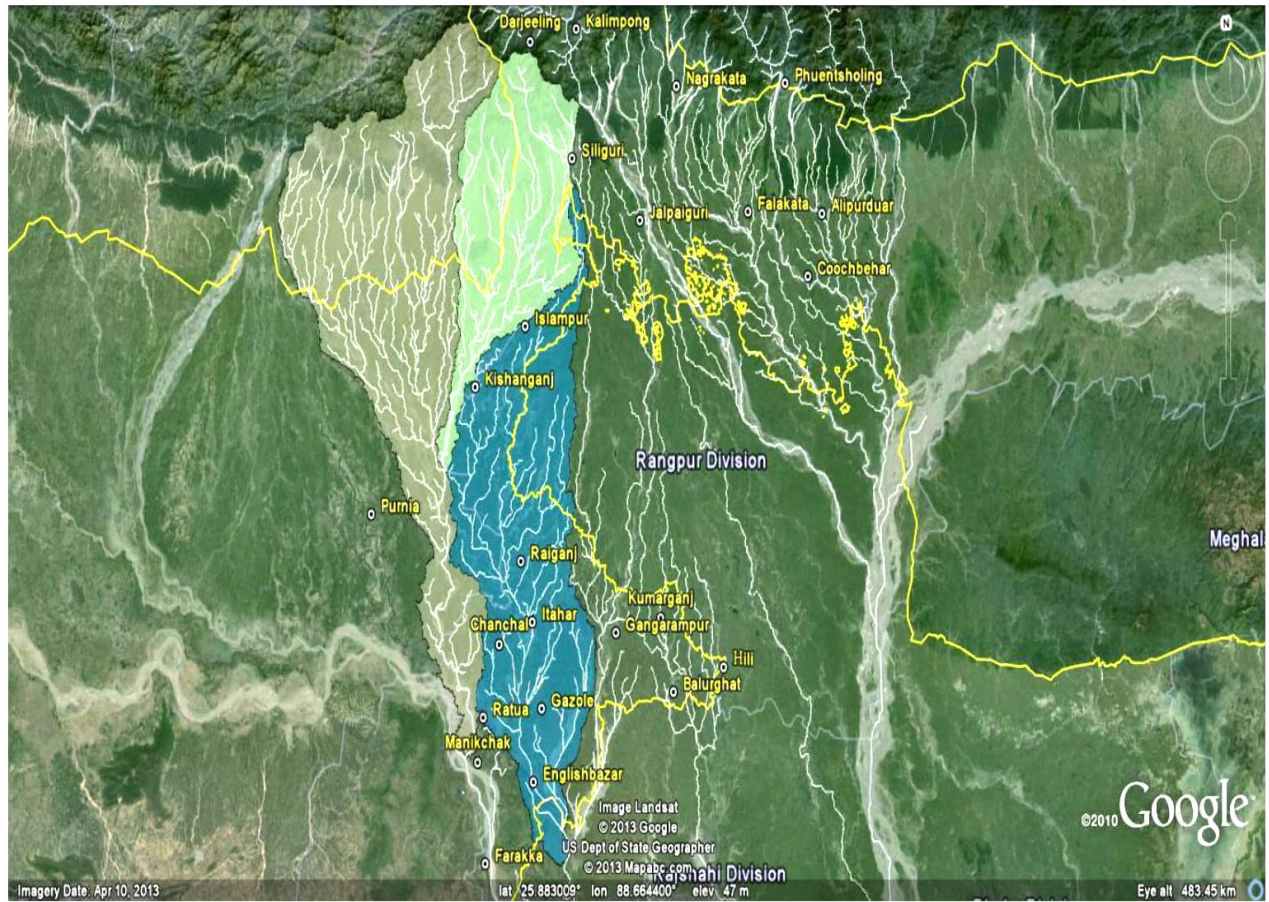 Darjeeling
Kalimpong
N
Nagrakata
Phuentsholing
Siliguri
Jalpaiguri
Falakata
Alipurduar
Coochbehar
Islampur
Kishanganj
Rangpur Division
Purnia
Meghal
Raiganj
Kumarganj
Chanchal
Itahar
Gangarampur
Hili
Balurghat
Ratua
Gazole
Manikchak
Englishbazar
Image Landsat
© 2013 Google
US Dept of State Geographer
© 2013 Mapabc.com
©2010 Google
Farakka
Rajshahi Division
Imagery Date: Apr 10, 2013
lat 25.883009° lon 88.664400° elev 47 m
Eye alt 483.45 km